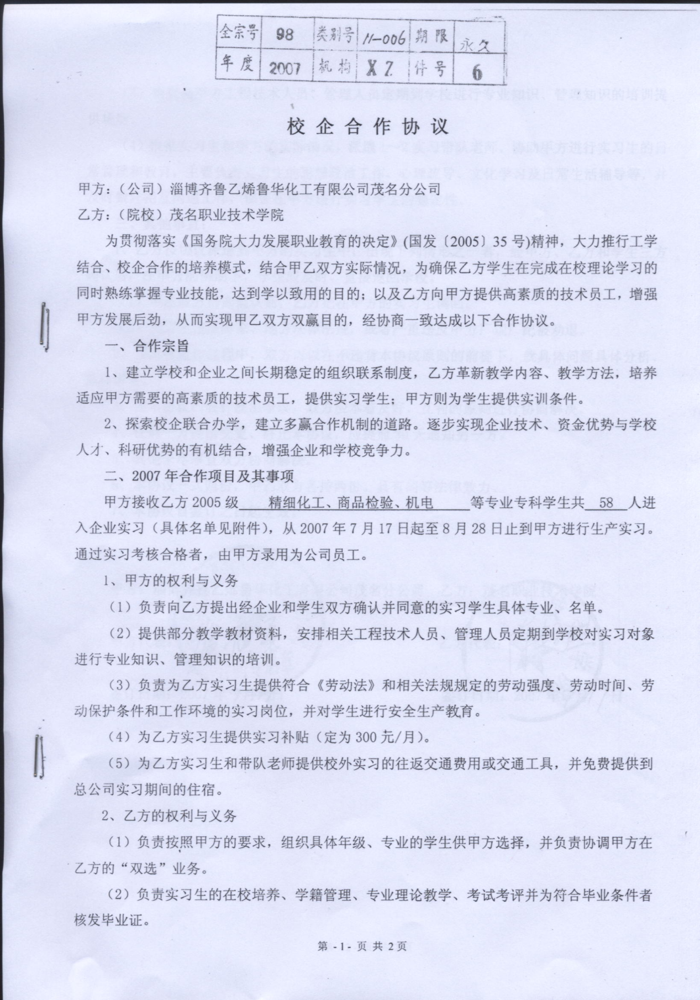 全宗号 98 类别号 11-006 期限 永久
年度 2007 机构 XZ 件号 6
校企合作协议
甲方：（公司）淄博齐鲁乙烯鲁华化工有限公司茂名分公司
乙方：（院校）茂名职业技术学院
为贯彻落实《国务院大力发展职业教育的决定》(国发〔2005〕35 号)精神，大力推行工学
结合、校企合作的培养模式，结合甲乙双方实际情况，为确保乙方学生在完成在校理论学习的
同时熟练掌握专业技能，达到学以致用的目的；以及乙方向甲方提供高素质的技术员工，增强
甲方发展后劲，从而实现甲乙双方双赢目的，经协商一致达成以下合作协议。
一、合作宗旨
1、建立学校和企业之间长期稳定的组织联系制度，乙方革新教学内容、教学方法，培养
适应甲方需要的高素质的技术员工，提供实习学生；甲方则为学生提供实训条件。
2、探索校企联合办学，建立多赢合作机制的道路。逐步实现企业技术、资金优势与学校
人才、科研优势的有机结合，增强企业和学校竞争力。
二、2007 年合作项目及其事项
甲方接收乙方 2005 级 精细化工、商品检验、机电 等专业专科学生共 58 人进
入企业实习（具体名单见附件），从 2007 年 7 月 17 日起至 8 月 28 日止到甲方进行生产实习。
通过实习考核合格者，由甲方录用为公司员工。
1、甲方的权利与义务
（1）负责向乙方提出经企业和学生双方确认并同意的实习学生具体专业、名单。
（2）提供部分教学教材资料，安排相关工程技术人员、管理人员定期到学校对实习对象
进行专业知识、管理知识的培训。
（3）负责为乙方实习生提供符合《劳动法》和相关法规规定的劳动强度、劳动时间、劳
动保护条件和工作环境的实习岗位，并对学生进行安全生产教育。
（4）为乙方实习生提供实习补贴（定为 300 元/月）。
（5）为乙方实习生和带队老师提供校外实习的往返交通费用或交通工具，并免费提供到
总公司实习期间的住宿。
2、乙方的权利与义务
（1）负责按照甲方的要求，组织具体年级、专业的学生供甲方选择，并负责协调甲方在
乙方的“双选”业务。
（2）负责实习生的在校培养、学籍管理、专业理论教学、考试考评并为符合毕业条件者
核发毕业证。
第 -1- 页 共 2页